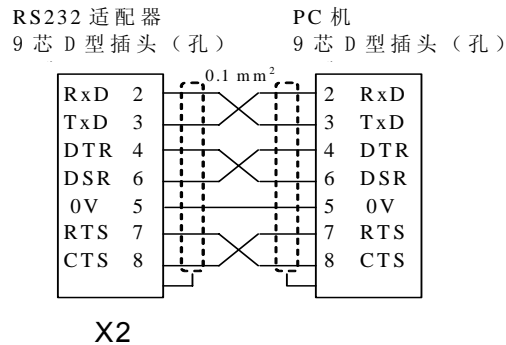 RS232 适配器 PC 机
9 芯 D 型插头（孔） 9 芯 D 型插头（孔）
0.1 mm²
RxD 2 2 RxD
TxD 3 3 TxD
DTR 4 4 DTR
DSR 6 6 DSR
0V 5 5 0V
RTS 7 7 RTS
CTS 8 8 CTS
X2